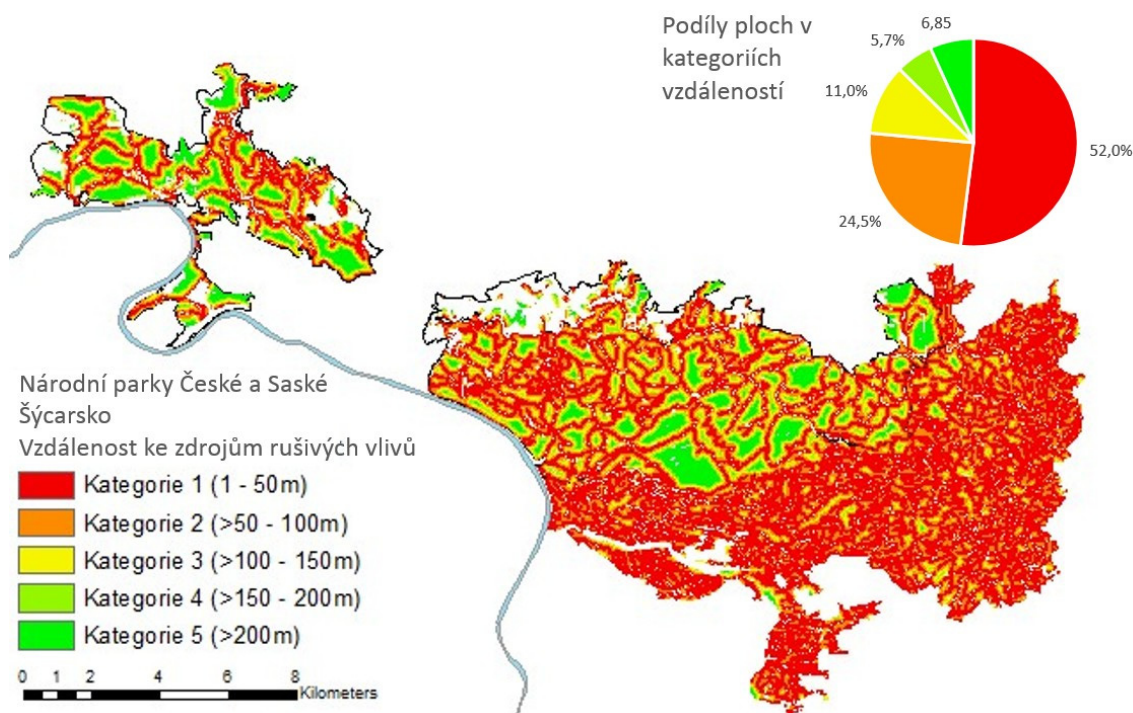 Podíly ploch v
kategoriích
vzdáleností
6,85
5,7%
11,0%
52,0%
24,5%
Národní parky České a Saské
Šýcarsko
Vzdálenost ke zdrojům rušivých vlivů
Kategorie 1 (1 - 50m)
Kategorie 2 (>50 - 100m)
Kategorie 3 (>100 - 150m)
Kategorie 4 (>150 - 200m)
Kategorie 5 (>200m)
0 1 2 4 6 8
Kilometers